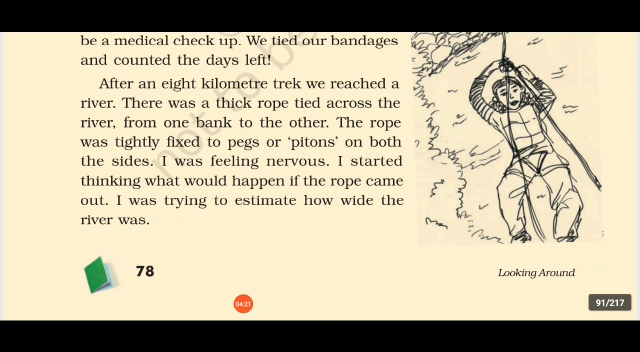 be a medical check up. We tied our bandages
and counted the days left!
After an eight kilometre trek we reached a
river. There was a thick rope tied across the
river, from one bank to the other. The rope
was tightly fixed to pegs or ‘pitons’ on both
the sides. I was feeling nervous. I started
thinking what would happen if the rope came
out. I was trying to estimate how wide the
river was.
78
Looking Around
04:21
91/217
not to be